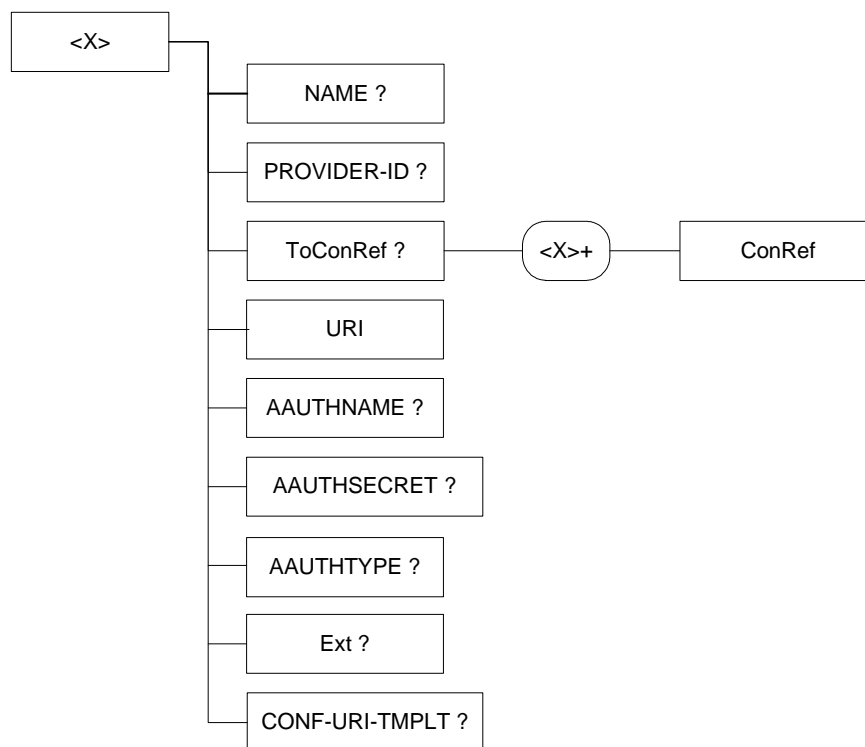 <X>
NAME ?
PROVIDER-ID ?
ToConRef ?
<X>+
ConRef
URI
AAUTHNAME ?
AAUTHSECRET ?
AAUTHTYPE ?
Ext ?
CONF-URI-TMPLT ?